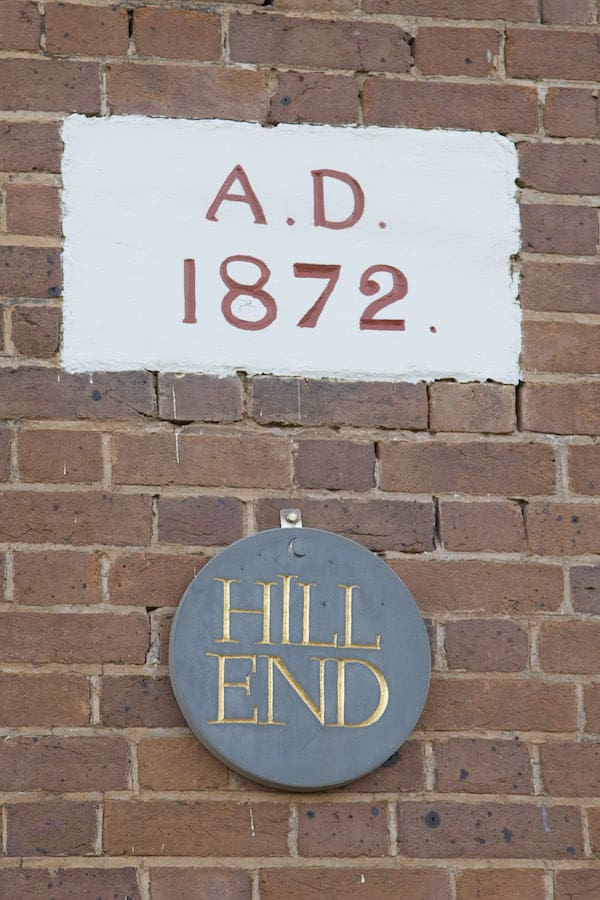 A.D.
1872.
HILL
END